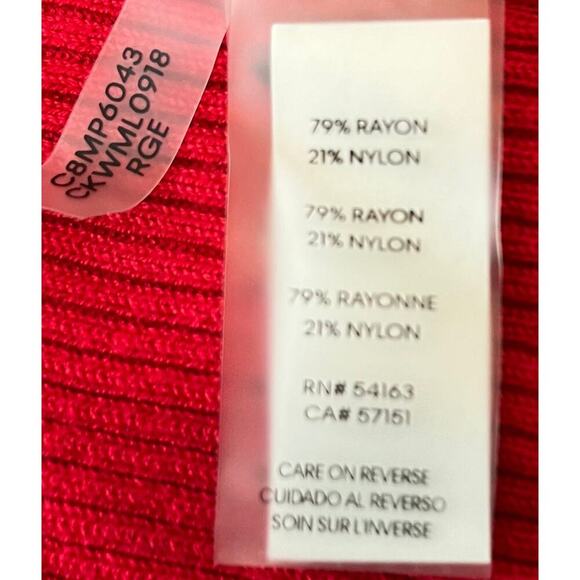 C8MP6043
CKWML0918
RGE
79% RAYON
21% NYLON
79% RAYON
21% NYLON
79% RAYONNE
21% NYLON
RN# 54163
CA# 57151
CARE ON REVERSE
CUIDADO AL REVERSO
SOIN SUR L'INVERSE